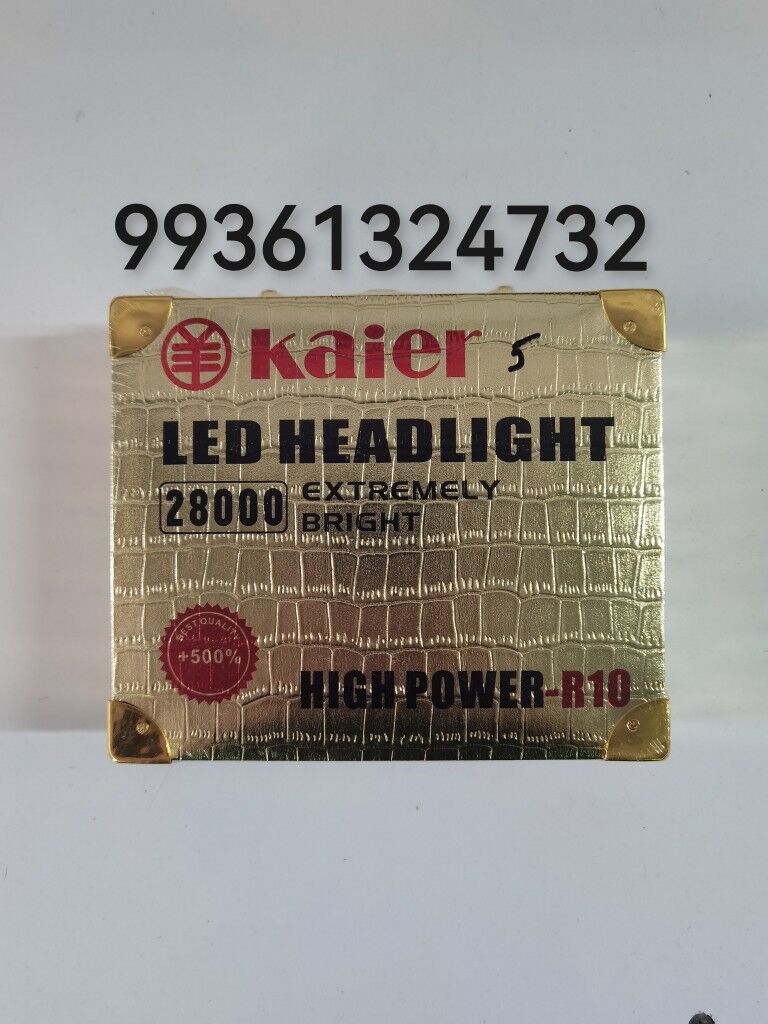 99361324732
kaier 5
LED HEADLIGHT
28000 EXTREMELY
BRIGHT
BEST QUALITY
+500%
HIGH POWER-R10